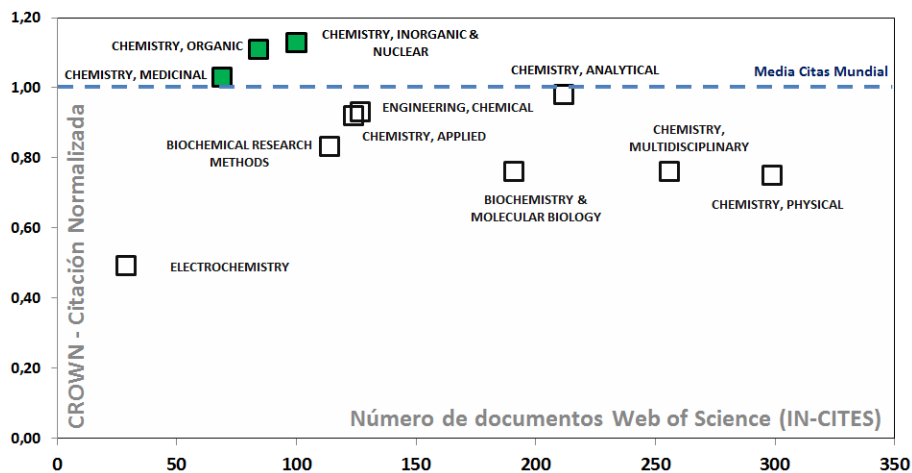 1,20
1,00
0,80
0,60
0,40
0,20
0,00
CROWN - Citación Normalizada
CHEMISTRY, ORGANIC
CHEMISTRY, INORGANIC &
NUCLEAR
CHEMISTRY, MEDICINAL
CHEMISTRY, ANALYTICAL
Media Citas Mundial
ENGINEERING, CHEMICAL
CHEMISTRY, APPLIED
BIOCHEMICAL RESEARCH
METHODS
CHEMISTRY,
MULTIDISCIPLINARY
BIOCHEMISTRY &
MOLECULAR BIOLOGY
CHEMISTRY, PHYSICAL
ELECTROCHEMISTRY
Número de documentos Web of Science (IN-CITES)
0 50 100 150 200 250 300 350